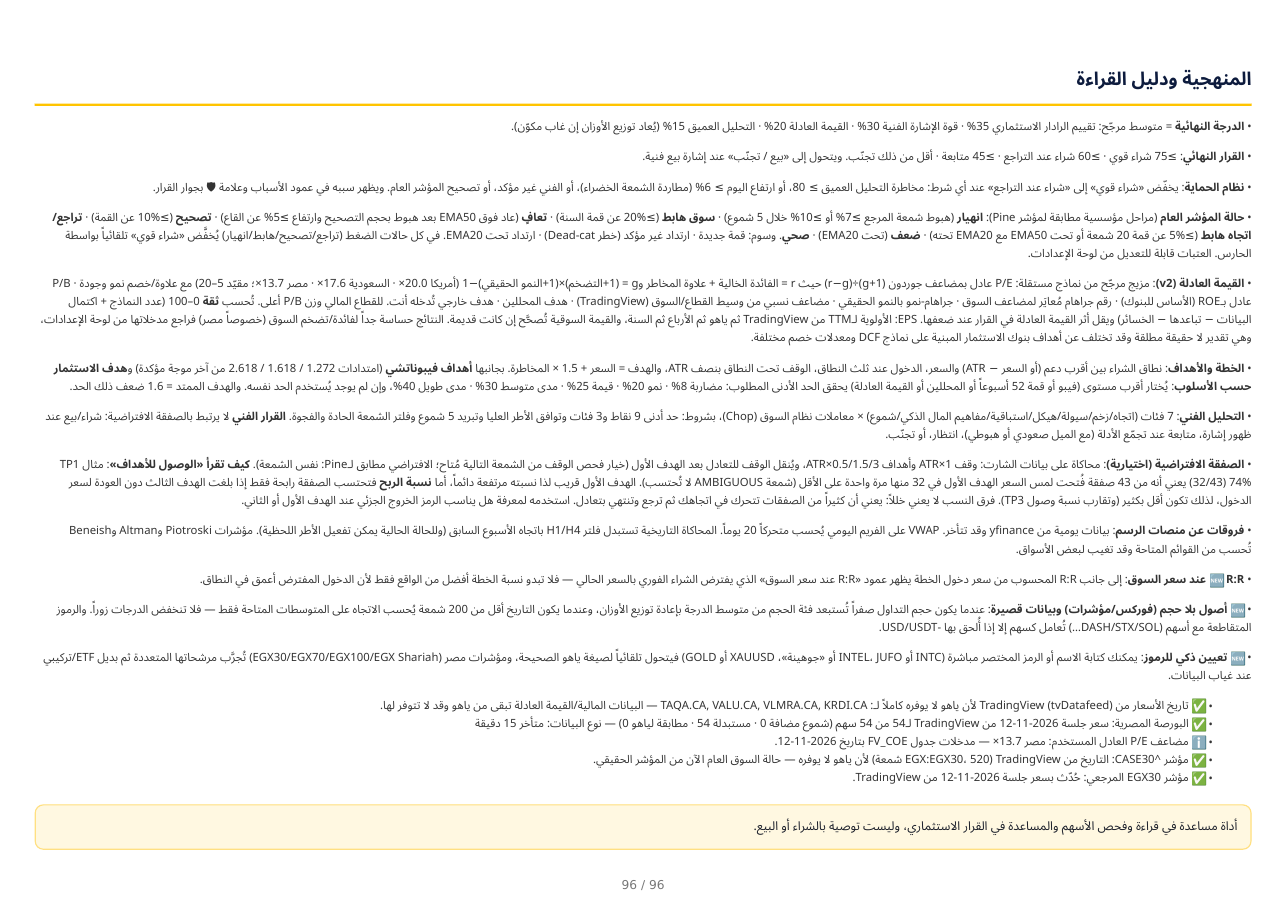 المنهجية ودليل القراءة
• الدرجة النهائية = متوسط مرجّح: تقييم الرادار الاستثماري 35% · قوة الإشارة الفنية 30% · القيمة العادلة 20% · التحليل العميق 15% (يُعاد توزيع الأوزان إن غاب مكوّن).
• القرار النهائي: ≥75 شراء قوي · ≥60 شراء عند التراجع · ≥45 متابعة · أقل من ذلك تجنّب. ويتحول إلى «بيع / تجنّب» عند إشارة بيع فنية.
• نظام الحماية: يخفّض «شراء قوي» إلى «شراء عند التراجع» عند أي شرط: مخاطرة التحليل العميق ≥ 80، أو ارتفاع اليوم ≥ 6% (مطاردة الشمعة الخضراء)، أو الفني غير مؤكد، أو تصحيح المؤشر العام. ويظهر سببه في عمود الأسباب وعلامة 🛡 بجوار القرار.
• حالة المؤشر العام (مراحل مؤسسية مطابقة لمؤشر Pine): انهيار (هبوط شمعة المرجع ≥7% أو ≥10% خلال 5 شموع) · سوق هابط (≥20% عن قمة السنة) · تعافٍ (عاد فوق EMA50 بعد هبوط بحجم التصحيح وارتفاع ≥5% عن القاع) · تصحيح (≥10% عن القمة) · تراجع/
اتجاه هابط (≥5% عن قمة 20 شمعة أو تحت EMA50 مع EMA20 تحته) · ضعف (تحت EMA20) · صحي. وسوم: قمة جديدة · ارتداد غير مؤكد (خطر Dead-cat) · ارتداد تحت EMA20. في كل حالات الضغط (تراجع/تصحيح/هابط/انهيار) يُخفَّض «شراء قوي» تلقائياً بواسطة
الحارس. العتبات قابلة للتعديل من لوحة الإعدادات.
• القيمة العادلة (v2): مزيج مرجّح من نماذج مستقلة: P/E عادل بمضاعف جوردون (1+g)÷(r−g) حيث r = الفائدة الخالية + علاوة المخاطر وg = (1+التضخم)×(1+النمو الحقيقي)−1 (أمريكا 20.0× · السعودية 17.6× · مصر 13.7×؛ مقيّد 5–20) مع علاوة/خصم نمو وجودة · P/B
عادل بـROE (الأساس للبنوك) · رقم جراهام مُعايَر لمضاعف السوق · جراهام-نمو بالنمو الحقيقي · مضاعف نسبي من وسيط القطاع/السوق (TradingView) · هدف المحللين · هدف خارجي تُدخله أنت. للقطاع المالي وزن P/B أعلى. تُحسب ثقة 0–100 (عدد النماذج + اكتمال
البيانات − تباعدها − الخسائر) ويقل أثر القيمة العادلة في القرار عند ضعفها. EPS: الأولوية لـTTM من TradingView ثم ياهو ثم الأرباع ثم السنة، والقيمة السوقية تُصحَّح إن كانت قديمة. النتائج حساسة جداً لفائدة/تضخم السوق (خصوصاً مصر) فراجع مدخلاتها من لوحة الإعدادات،
وهي تقدير لا حقيقة مطلقة وقد تختلف عن أهداف بنوك الاستثمار المبنية على نماذج DCF ومعدلات خصم مختلفة.
• الخطة والأهداف: نطاق الشراء بين أقرب دعم (أو السعر − ATR) والسعر، الدخول عند ثلث النطاق، الوقف تحت النطاق بنصف ATR، والهدف = السعر + 1.5 × المخاطرة. بجانبها أهداف فيبوناتشي (امتدادات 1.272 / 1.618 / 2.618 من آخر موجة مؤكدة) وهدف الاستثمار
حسب الأسلوب: يُختار أقرب مستوى (فيبو أو قمة 52 أسبوعاً أو المحللين أو القيمة العادلة) يحقق الحد الأدنى المطلوب: مضاربة 8% · نمو 20% · قيمة 25% · مدى متوسط 30% · مدى طويل 40%، وإن لم يوجد يُستخدم الحد نفسه. والهدف الممتد = 1.6 ضعف ذلك الحد.
• التحليل الفني: 7 فئات (اتجاه/زخم/سيولة/هيكل/استباقية/مفاهيم المال الذكي/شموع) × معاملات نظام السوق (Chop)، بشروط: حد أدنى 9 نقاط و3 فئات وتوافق الأطر العليا وتبريد 5 شموع وفلتر الشمعة الحادة والفجوة. القرار الفني لا يرتبط بالصفقة الافتراضية: شراء/بيع عند
ظهور إشارة، متابعة عند تجمّع الأدلة (مع الميل صعودي أو هبوطي)، انتظار، أو تجنّب.
• الصفقة الافتراضية (اختيارية): محاكاة على بيانات الشارت: وقف 1×ATR وأهداف 0.5/1.5/3×ATR، ويُنقل الوقف للتعادل بعد الهدف الأول (خيار فحص الوقف من الشمعة التالية مُتاح؛ الافتراضي مطابق لـPine: نفس الشمعة). كيف تقرأ «الوصول للأهداف»: مثال TP1
74% (32/43) يعني أنه من 43 صفقة فُتحت لمس السعر الهدف الأول في 32 منها مرة واحدة على الأقل (شمعة AMBIGUOUS لا تُحتسب). الهدف الأول قريب لذا نسبته مرتفعة دائماً، أما نسبة الربح فتحتسب الصفقة رابحة فقط إذا بلغت الهدف الثالث دون العودة لسعر
الدخول، لذلك تكون أقل بكثير (وتقارب نسبة وصول TP3). فرق النسب لا يعني خللاً: يعني أن كثيراً من الصفقات تتحرك في اتجاهك ثم ترجع وتنتهي بتعادل. استخدمه لمعرفة هل يناسب الرمز الخروج الجزئي عند الهدف الأول أو الثاني.
• فروقات عن منصات الرسم: بيانات يومية من yfinance وقد تتأخر. VWAP على الفريم اليومي يُحسب متحركاً 20 يوماً. المحاكاة التاريخية تستبدل فلتر H1/H4 باتجاه الأسبوع السابق (وللحالة الحالية يمكن تفعيل الأطر اللحظية). مؤشرات Piotroski وAltman وBeneish
تُحسب من القوائم المتاحة وقد تغيب لبعض الأسواق.
• 🆕 R:R عند سعر السوق: إلى جانب R:R المحسوب من سعر دخول الخطة يظهر عمود «R:R عند سعر السوق» الذي يفترض الشراء الفوري بالسعر الحالي — فلا تبدو نسبة الخطة أفضل من الواقع فقط لأن الدخول المفترض أعمق في النطاق.
• 🆕 أصول بلا حجم (فوركس/مؤشرات) وبيانات قصيرة: عندما يكون حجم التداول صفراً تُستبعد فئة الحجم من متوسط الدرجة بإعادة توزيع الأوزان، وعندما يكون التاريخ أقل من 200 شمعة يُحسب الاتجاه على المتوسطات المتاحة فقط — فلا تنخفض الدرجات زوراً. والرموز
المتقاطعة مع أسهم (DASH/STX/SOL...) تُعامل كسهم إلا إذا أُلحق بها -USD/USDT.
• 🆕 تعيين ذكي للرموز: يمكنك كتابة الاسم أو الرمز المختصر مباشرة (INTC أو INTEL، JUFO أو «جوهينة»، XAUUSD أو GOLD) فيتحول تلقائياً لصيغة ياهو الصحيحة، ومؤشرات مصر (EGX30/EGX70/EGX100/EGX Shariah) تُجرَّب مرشحاتها المتعددة ثم بديل ETF/تركيبي
عند غياب البيانات.
• ✅ تاريخ الأسعار من TradingView (tvDatafeed) لأن ياهو لا يوفره كاملاً لـ: TAQA.CA, VALU.CA, VLMRA.CA, KRDI.CA — البيانات المالية/القيمة العادلة تبقى من ياهو وقد لا تتوفر لها.
• ✅ البورصة المصرية: سعر جلسة 2026-11-12 من TradingView لـ54 من 54 سهم (شموع مضافة 0 · مستبدلة 54 · مطابقة لياهو 0) — نوع البيانات: متأخر 15 دقيقة
• ℹ️ مضاعف P/E العادل المستخدم: مصر 13.7× — مدخلات جدول FV_COE بتاريخ 2026-11-12.
• ✅ مؤشر ^CASE30: التاريخ من TradingView (EGX:EGX30، 520 شمعة) لأن ياهو لا يوفره — حالة السوق العام الآن من المؤشر الحقيقي.
• ✅ مؤشر EGX30 المرجعي: حُدّث بسعر جلسة 2026-11-12 من TradingView.
أداة مساعدة في قراءة وفحص الأسهم والمساعدة في القرار الاستثماري، وليست توصية بالشراء أو البيع.
96 / 96